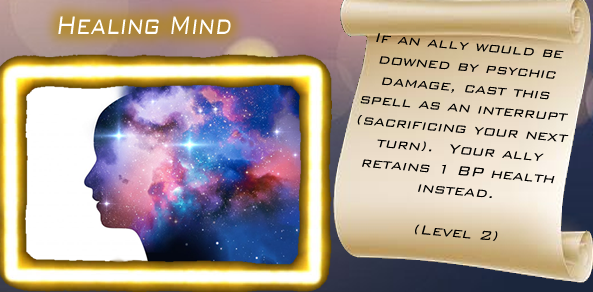 Healing Mind
If an ally would be
downed by psychic
damage, cast this
spell as an interrupt
(sacrificing your next
turn). Your ally
retains 1 BP health
instead.
(Level 2)